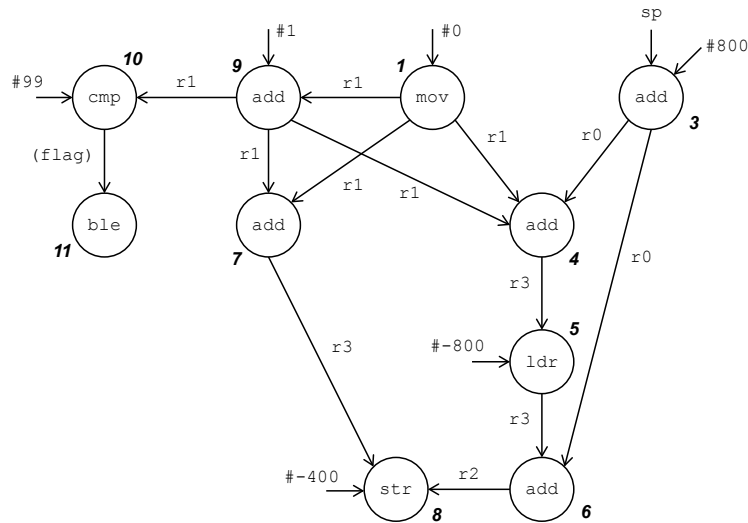 sp
#1
#0
10
9
1
#800
#99
cmp
r1
add
r1
mov
add
3
(flag)
r1
r1
r0
r1
r1
ble
add
add
11
7
4
r0
r3
5
r3
#-800
ldr
r3
#-400
str
r2
add
8
6